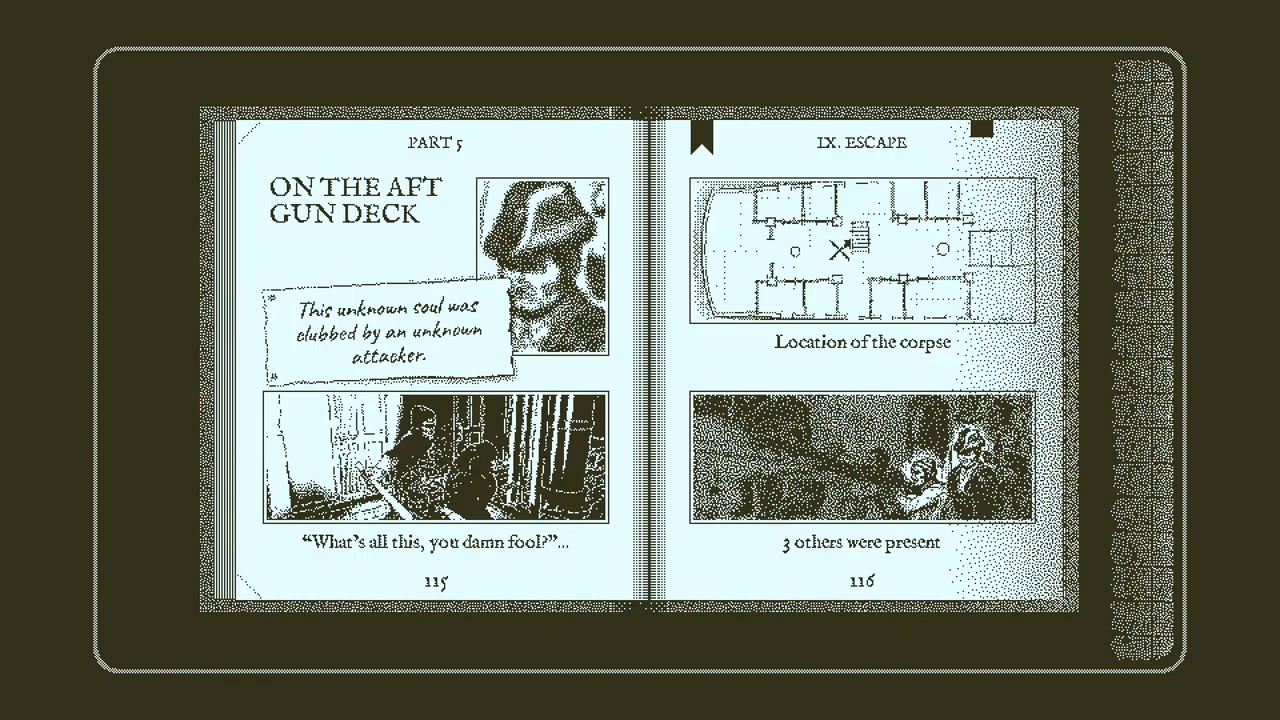 PART 5
ON THE AFT
GUN DECK
This unknown soul was
clubbed by an unknown
attacker.
"What's all this, you damn fool?"...
115
IX. ESCAPE
Location of the corpse
3 others were present
116